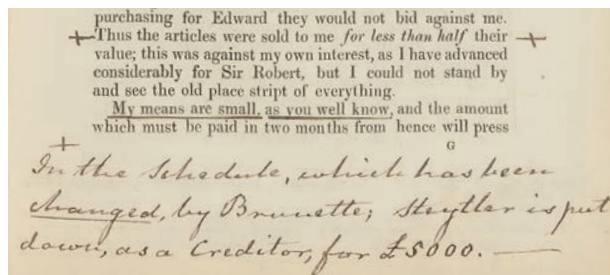 purchasing for Edward they would not bid against me.
Thus the articles were sold to me for less than half their
value; this was against my own interest, as I have advanced
considerably for Sir Robert, but I could not stand by
and see the old place stript of everything.
My means are small, as you well know, and the amount
which must be paid in two months from hence will press
G
In the Schedule, which has been
changed, by Brunette; Steytler is put
down, as a Creditor, for £5000. —